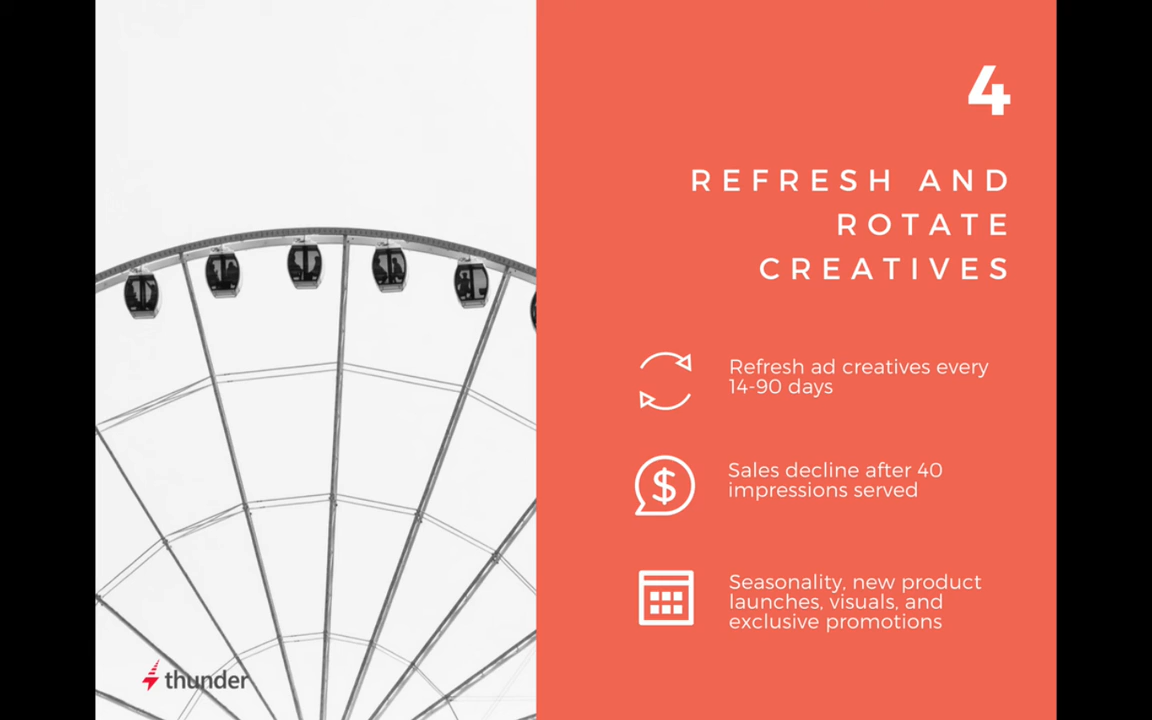 4
REFRESH AND
ROTATE
CREATIVES
Refresh ad creatives every
14-90 days
Sales decline after 40
impressions served
Seasonality, new product
launches, visuals, and
exclusive promotions
thunder